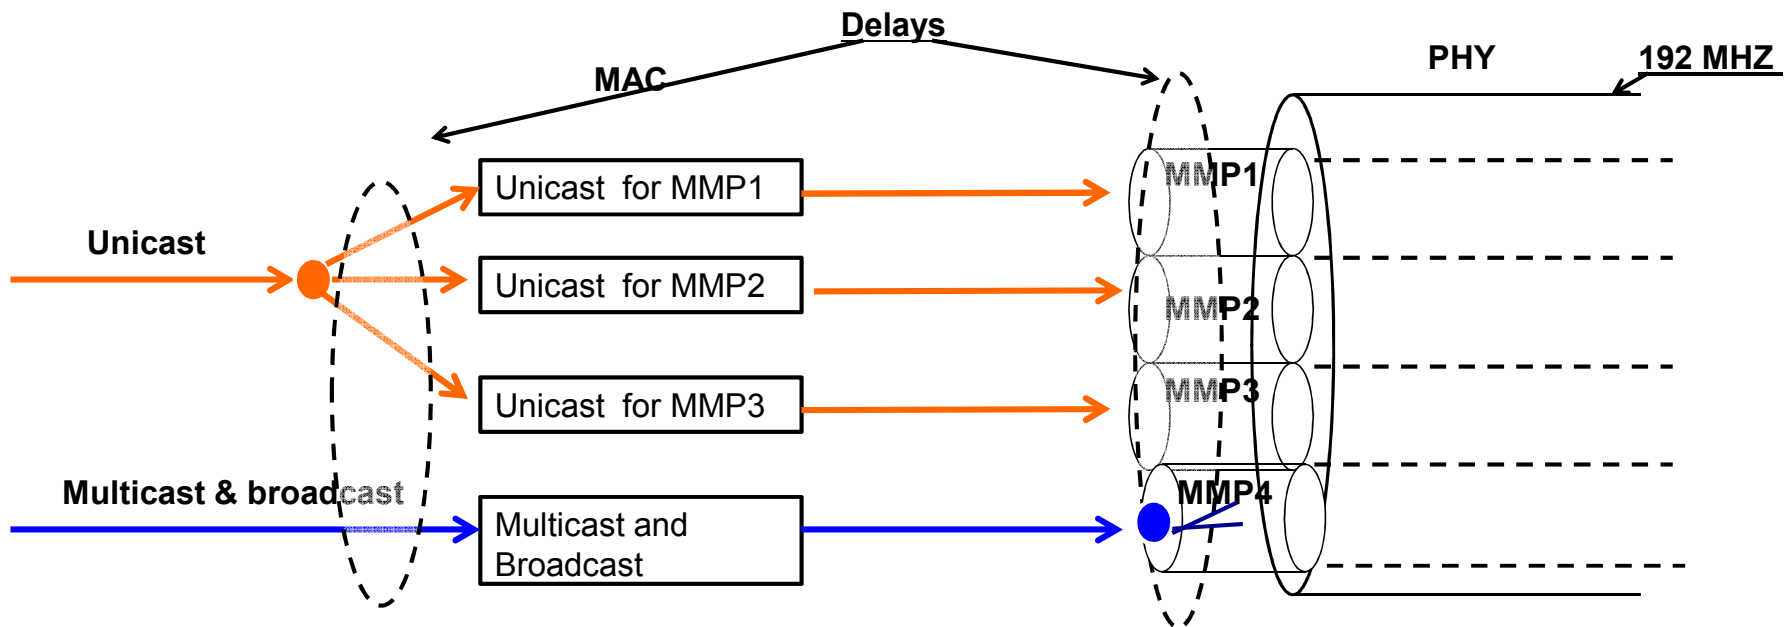 Delays
MAC
PHY
192 MHZ
Unicast for MMP1
MMP1
Unicast
Unicast for MMP2
MMP2
Unicast for MMP3
MMP3
Multicast & broadcast
MMP4
Multicast and
Broadcast